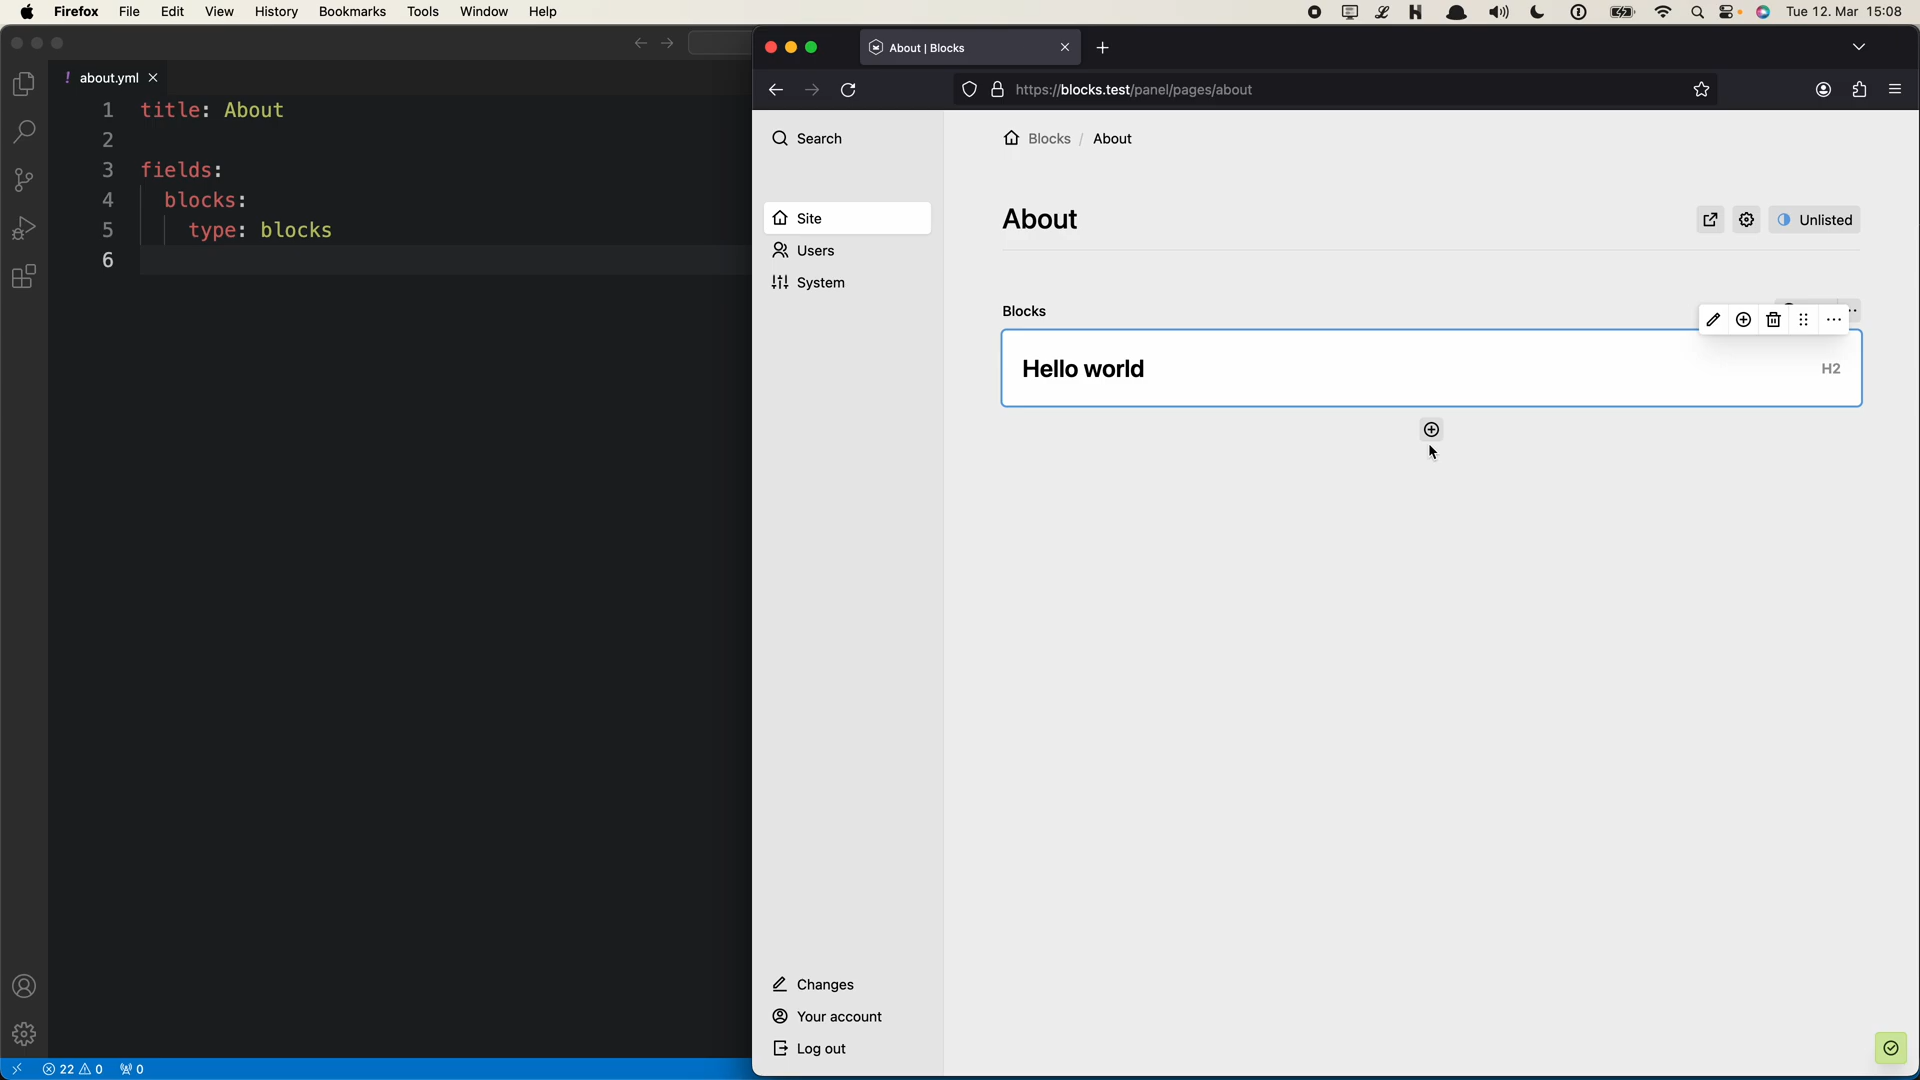 Firefox File Edit View History Bookmarks Tools Window Help Tue 12. Mar 15:08
! about.yml
1 title: About
2
3 fields:
4 blocks:
5 type: blocks
6
22 0 0
About | Blocks
https://blocks.test/panel/pages/about
Search
Site
Users
System
Changes
Your account
Log out
Blocks / About
About
Unlisted
Blocks
Hello world
H2